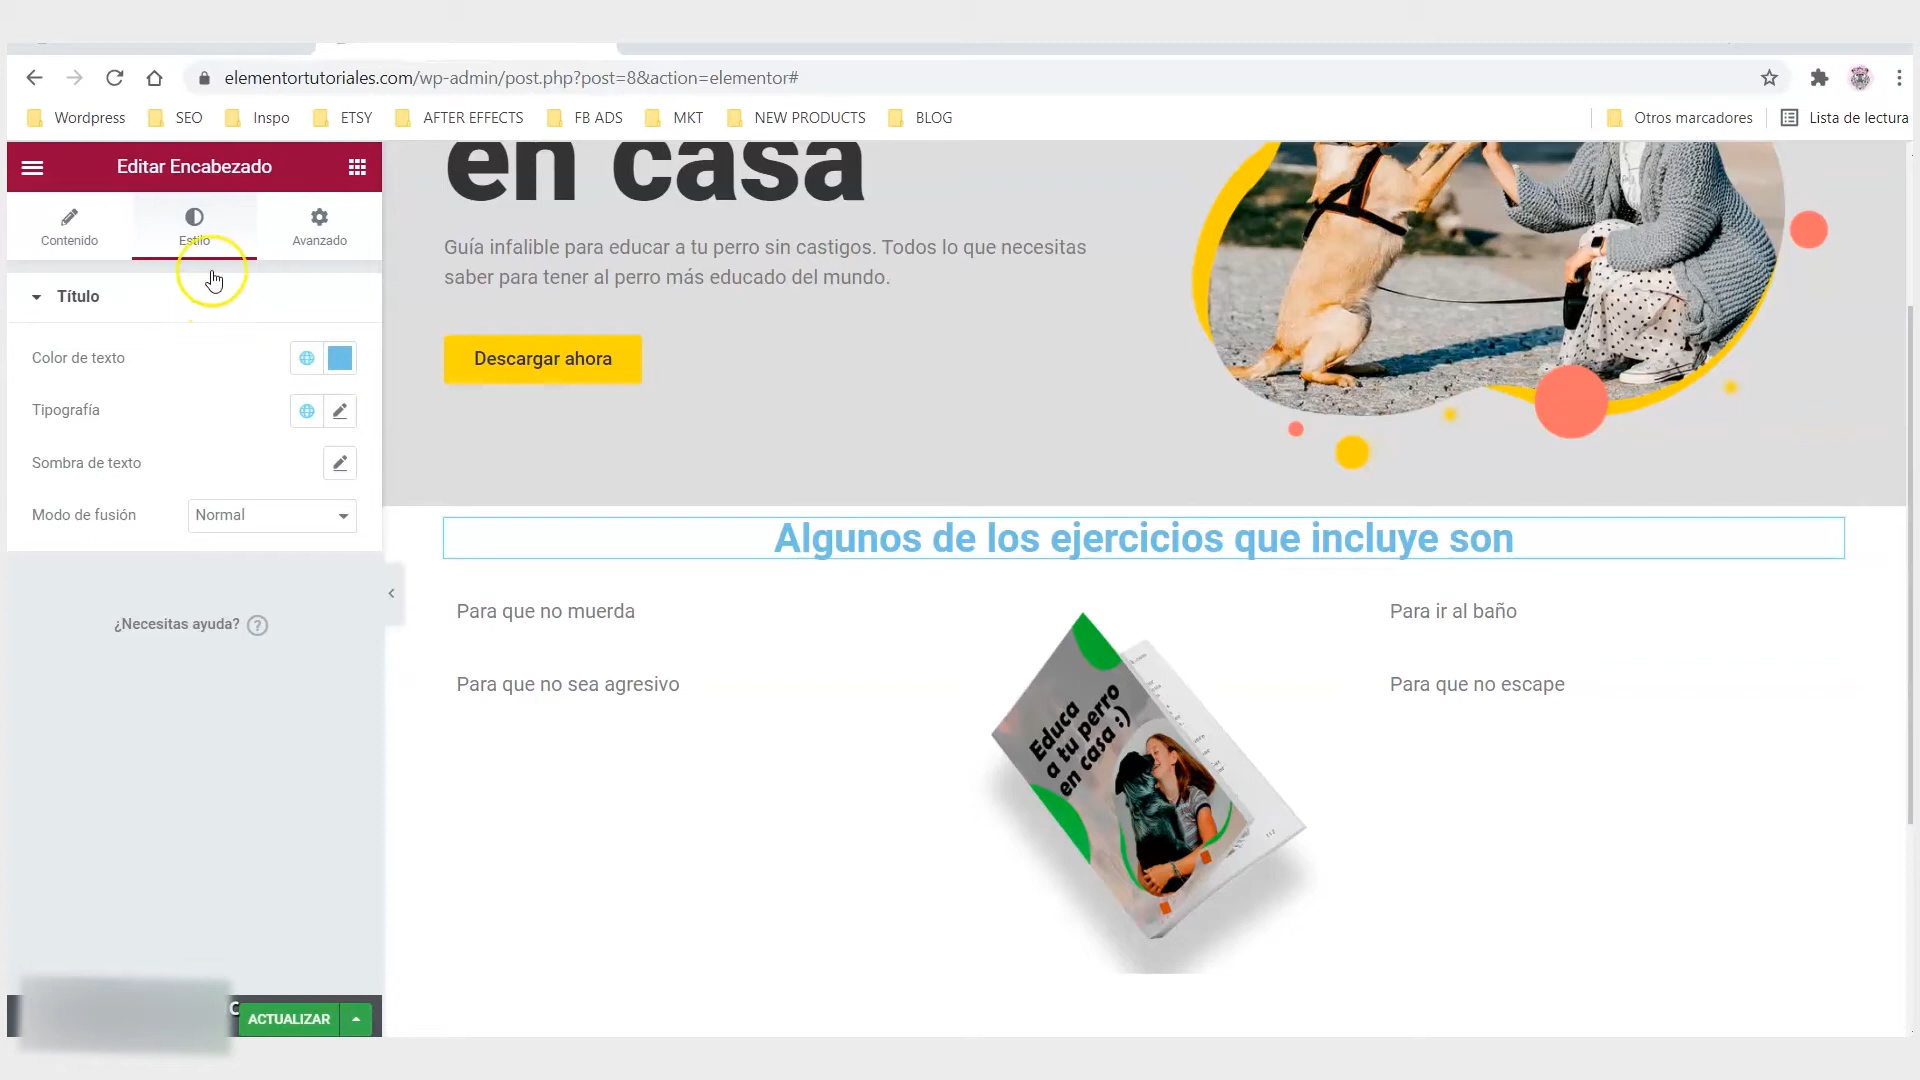 elementortutoriales.com/wp-admin/post.php?post=8&action=elementor#
Wordpress SEO Inspo ETSY AFTER EFFECTS FB ADS MKT NEW PRODUCTS BLOG Otros marcadores Lista de lectura
Editar Encabezado
Contenido Estilo Avanzado
Título
Color de texto
Tipografía
Sombra de texto
Modo de fusión Normal
¿Necesitas ayuda? ?
C ACTUALIZAR
en casa
Guía infalible para educar a tu perro sin castigos. Todos lo que necesitas
saber para tener al perro más educado del mundo.
Descargar ahora
Algunos de los ejercicios que incluye son
Para que no muerda
Para que no sea agresivo
Educa
a tu perro
en casa :)
112
Para ir al baño
Para que no escape